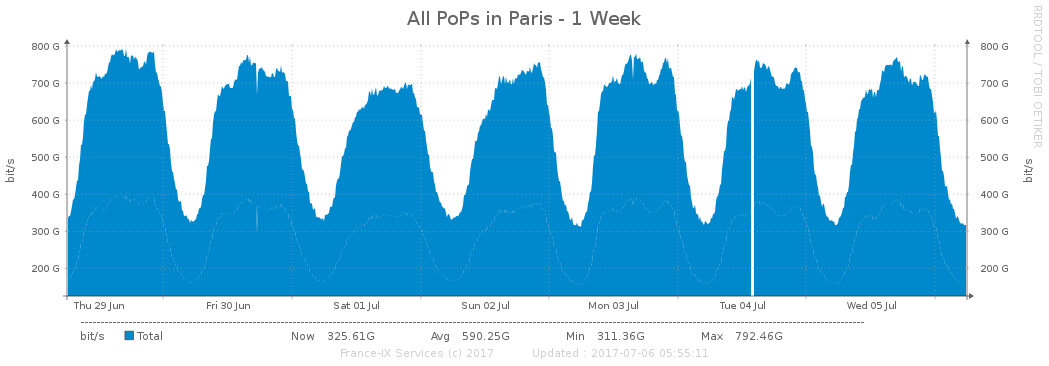 All PoPs in Paris - 1 Week
RRDTOOL / TOBI OETIKER
800 G 800 G
700 G 700 G
600 G 600 G
500 G 500 G
400 G 400 G
300 G 300 G
200 G 200 G
bit/s
bit/s
Thu 29 Jun Fri 30 Jun Sat 01 Jul Sun 02 Jul Mon 03 Jul Tue 04 Jul Wed 05 Jul
bit/s Total Now 325.61G Avg 590.25G Min 311.36G Max 792.46G
France-IX Services (c) 2017 Updated : 2017-07-06 05:55:11